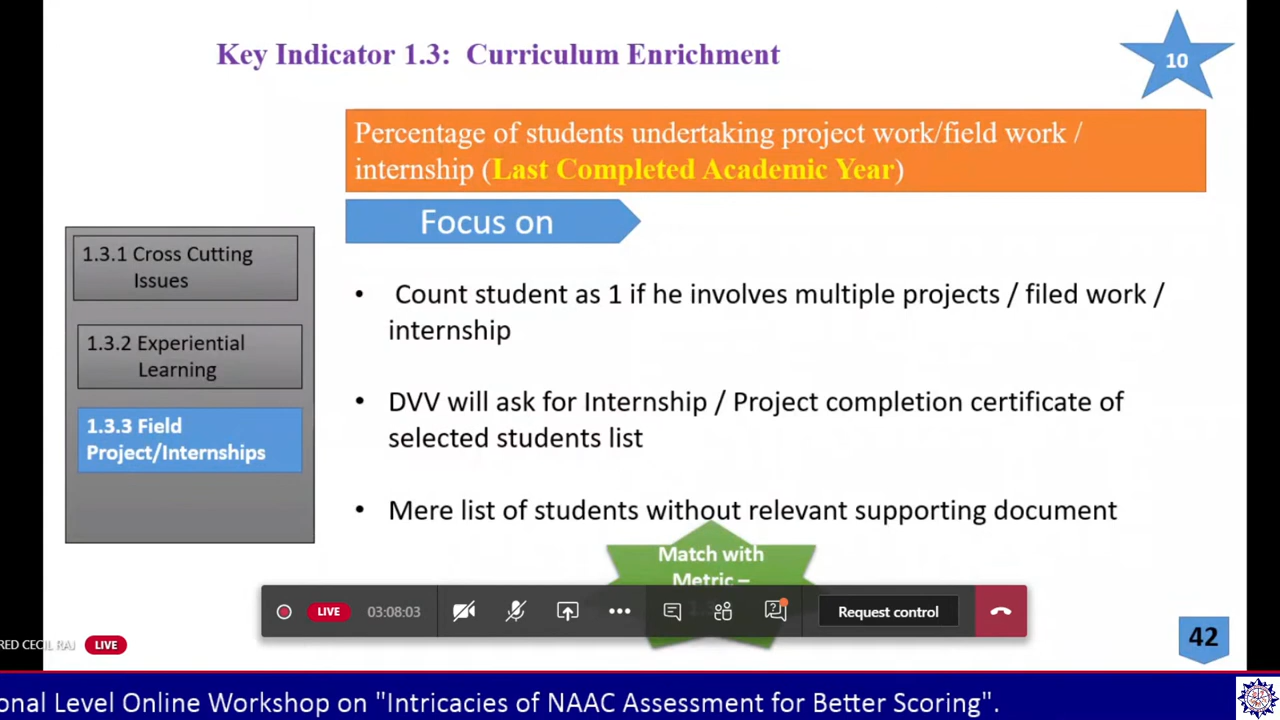 Key Indicator 1.3: Curriculum Enrichment
10
Percentage of students undertaking project work/field work /
internship (Last Completed Academic Year)
Focus on
1.3.1 Cross Cutting
Issues
1.3.2 Experiential
Learning
1.3.3 Field
Project/Internships
• Count student as 1 if he involves multiple projects / filed work /
internship
• DVV will ask for Internship / Project completion certificate of
selected students list
• Mere list of students without relevant supporting document
Match with
Metric –
LIVE
03:08:03
Request control
RED CECIL RAJ
LIVE
42
onal Level Online Workshop on "Intricacies of NAAC Assessment for Better Scoring".